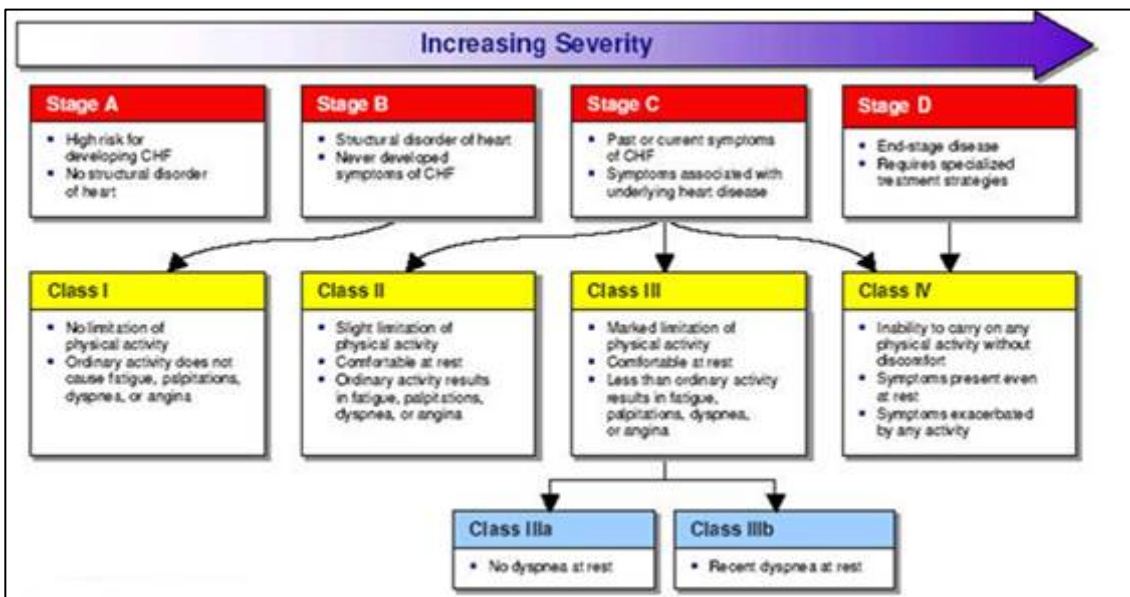 Increasing Severity
Stage A
• High risk for
developing CHF
• No structural disorder
of heart
Stage B
• Structural disorder of heart
• Never developed
symptoms of CHF
Stage C
• Past or current symptoms
of CHF
• Symptoms associated with
underlying heart disease
Stage D
• End-stage disease
• Requires specialized
treatment strategies
Class I
• No limitation of
physical activity
• Ordinary activity does not
cause fatigue, palpitations,
dyspnea, or angina
Class II
• Slight limitation of
physical activity
• Comfortable at rest
• Ordinary activity results
in fatigue, palpitations,
dyspnea, or angina
Class III
• Marked limitation of
physical activity
• Comfortable at rest
• Less than ordinary activity
results in fatigue,
palpitations, dyspnea,
or angina
Class IV
• Inability to carry on any
physical activity without
discomfort
• Symptoms present even
at rest
• Symptoms exacerbated
by any activity
Class IIIa
• No dyspnea at rest
Class IIIb
• Recent dyspnea at rest